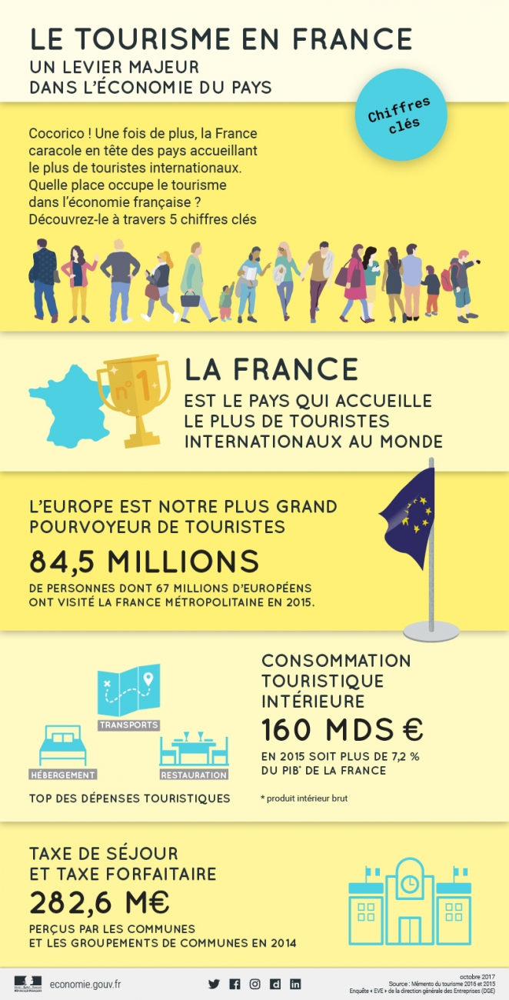 LE TOURISME EN FRANCE
UN LEVIER MAJEUR
DANS L'ÉCONOMIE DU PAYS
Chiffres
clés
Cocorico ! Une fois de plus, la France
caracole en tête des pays accueillant
le plus de touristes internationaux.
Quelle place occupe le tourisme
dans l'économie française ?
Découvrez-le à travers 5 chiffres clés
n°1
LA FRANCE
EST LE PAYS QUI ACCUEILLE
LE PLUS DE TOURISTES
INTERNATIONAUX AU MONDE
L'EUROPE EST NOTRE PLUS GRAND
POURVOYEUR DE TOURISTES
84,5 MILLIONS
DE PERSONNES DONT 67 MILLIONS D'EUROPÉENS
ONT VISITÉ LA FRANCE MÉTROPOLITAINE EN 2015.
TRANSPORTS
HÉBERGEMENT
RESTAURATION
TOP DES DÉPENSES TOURISTIQUES
CONSOMMATION
TOURISTIQUE
INTÉRIEURE
160 MDS €
EN 2015 SOIT PLUS DE 7,2 %
DU PIB* DE LA FRANCE
* produit intérieur brut
TAXE DE SÉJOUR
ET TAXE FORFAITAIRE
282,6 M€
PERÇUS PAR LES COMMUNES
ET LES GROUPEMENTS DE COMMUNES EN 2014
economie.gouv.fr
octobre 2017
Source : Mémento du tourisme 2016 et 2015
Enquête « EVE » de la direction générale des Entreprises (DGE)